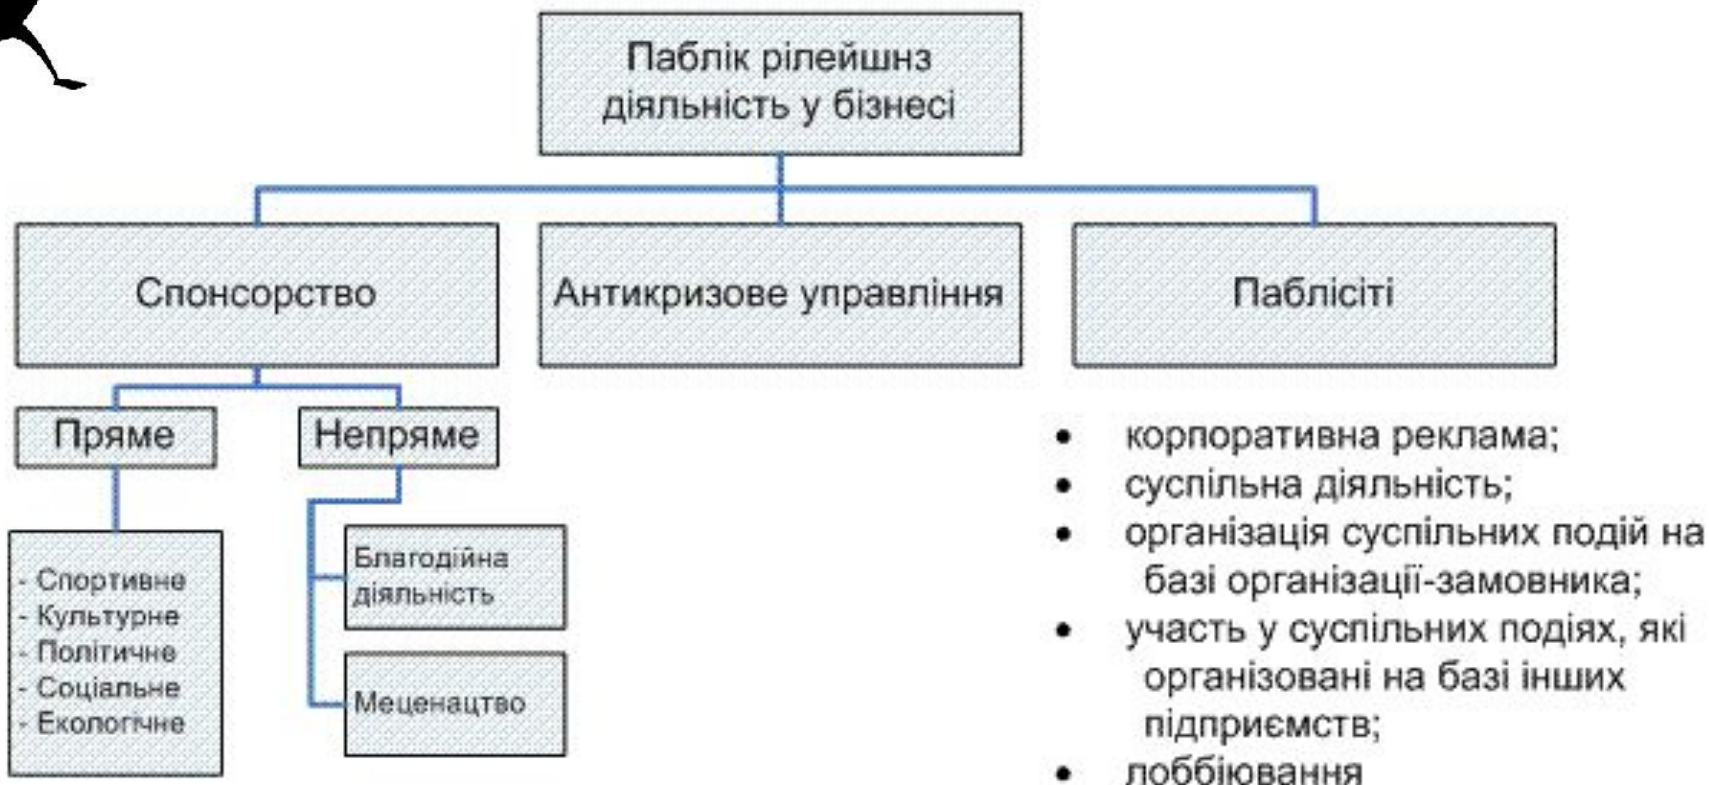 Паблік рілейшнз
діяльність у бізнесі
Спонсорство
Антикризове управління
Паблісіті
Пряме
Непряме
- Спортивне
- Культурне
- Політичне
- Соціальне
- Екологічне
Благодійна
діяльність
Меценацтво
• корпоративна реклама;
• суспільна діяльність;
• організація суспільних подій на
базі організації-замовника;
• участь у суспільних подіях, які
організовані на базі інших
підприємств;
• лоббіювання